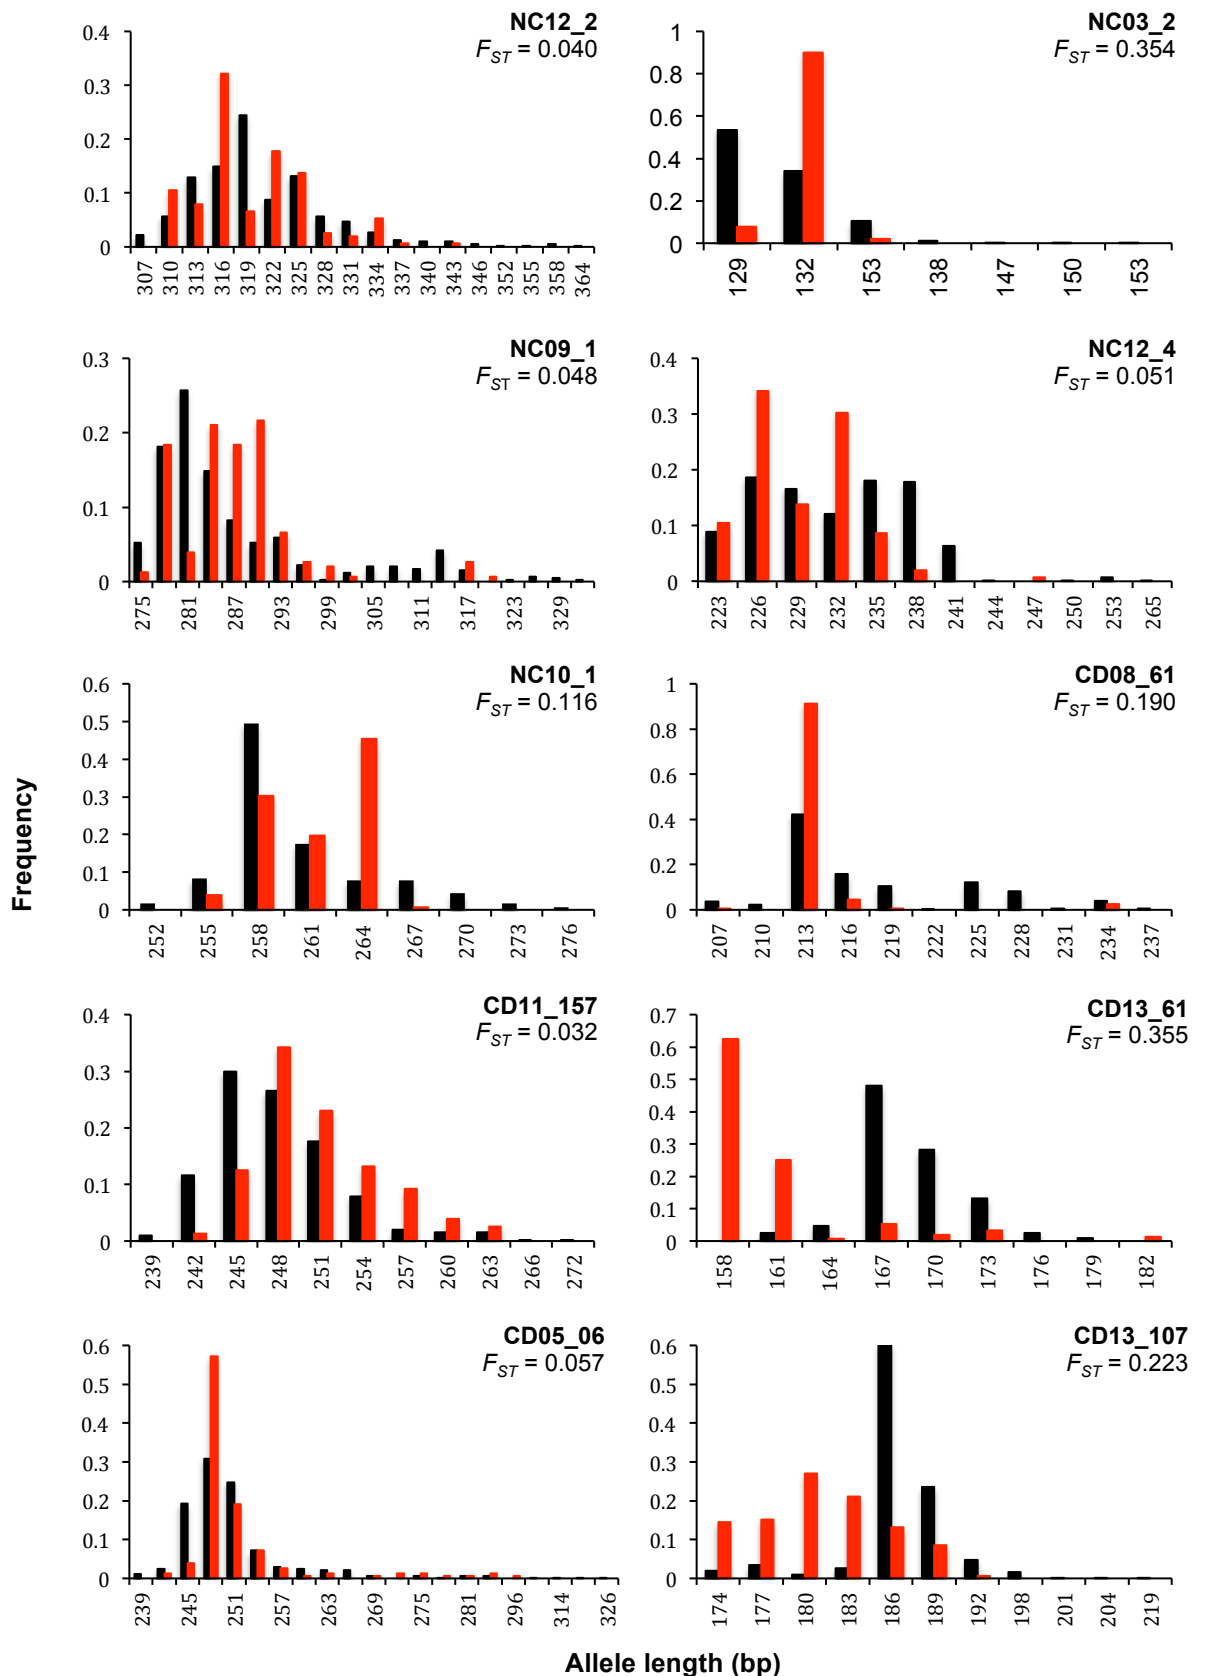 NC12_2
FST = 0.040
0.4
0.3
0.2
0.1
0
307 310 313 316 319 322 325 328 331 334 337 340 343 346 352 355 358 364
NC03_2
FST = 0.354
1
0.8
0.6
0.4
0.2
0
129 132 153 138 147 150 153
NC09_1
FST = 0.048
0.3
0.2
0.1
0
275 281 287 293 299 305 311 317 323 329
NC12_4
FST = 0.051
0.4
0.3
0.2
0.1
0
223 226 229 232 235 238 241 244 247 250 253 265
NC10_1
FST = 0.116
0.6
0.5
0.4
0.3
0.2
0.1
0
252 255 258 261 264 267 270 273 276
CD08_61
FST = 0.190
1
0.8
0.6
0.4
0.2
0
207 210 213 216 219 222 225 228 231 234 237
Frequency
CD11_157
FST = 0.032
0.4
0.3
0.2
0.1
0
239 242 245 248 251 254 257 260 263 266 272
CD13_61
FST = 0.355
0.7
0.6
0.5
0.4
0.3
0.2
0.1
0
158 161 164 167 170 173 176 179 182
CD05_06
FST = 0.057
0.6
0.5
0.4
0.3
0.2
0.1
0
239 245 251 257 263 269 275 281 296 314 326
CD13_107
FST = 0.223
0.6
0.5
0.4
0.3
0.2
0.1
0
174 177 180 183 186 189 192 198 201 204 219
Allele length (bp)